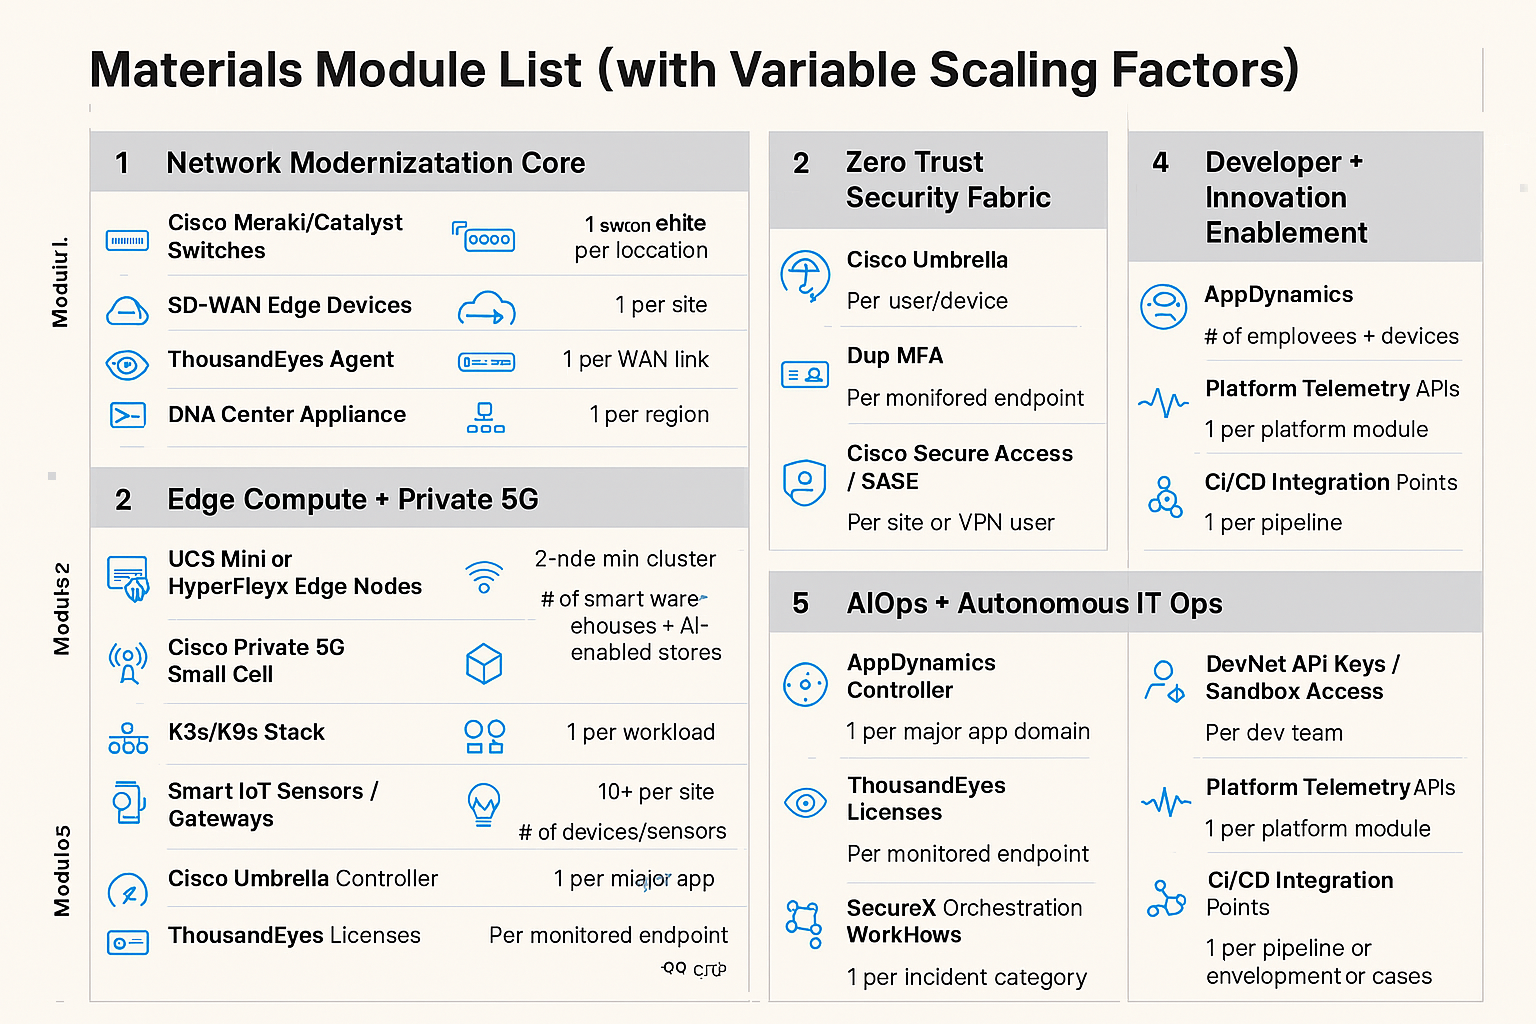 Materials Module List (with Variable Scaling Factors)
Moduiur l.
1 Network Modernizatation Core
Cisco Meraki/Catalyst
Switches
1 swcon ehite
per loccation
SD-WAN Edge Devices
1 per site
ThousandEyes Agent
1 per WAN link
DNA Center Appliance
1 per region
Moduls2
2 Edge Compute + Private 5G
UCS Mini or
HyperFleyx Edge Nodes
2-nde min cluster
# of smart ware-
ehouses + AI-
enabled stores
Cisco Private 5G
Small Cell
K3s/K9s Stack
1 per workload
Modulo5
Smart IoT Sensors /
Gateways
10+ per site
# of devices/sensors
Cisco Umbrella Controller
1 per miajor app
ThousandEyes Licenses
Per monitored endpoint
2 Zero Trust
Security Fabric
Cisco Umbrella
Per user/device
Dup MFA
Per monifored endpoint
Cisco Secure Access
/ SASE
Per site or VPN user
4 Developer +
Innovation
Enablement
AppDynamics
# of employees + devices
Platform Telemetry APIs
1 per platform module
Ci/CD Integration Points
1 per pipeline
5 AIOps + Autonomous IT Ops
AppDynamics
Controller
1 per major app domain
ThousandEyes
Licenses
Per monitored endpoint
SecureX Orchestration
WorkHows
1 per incident category
DevNet APi Keys /
Sandbox Access
Per dev team
Platform Telemetry APIs
1 per platform module
Ci/CD Integration
Points
1 per pipeline or
envelopment or cases